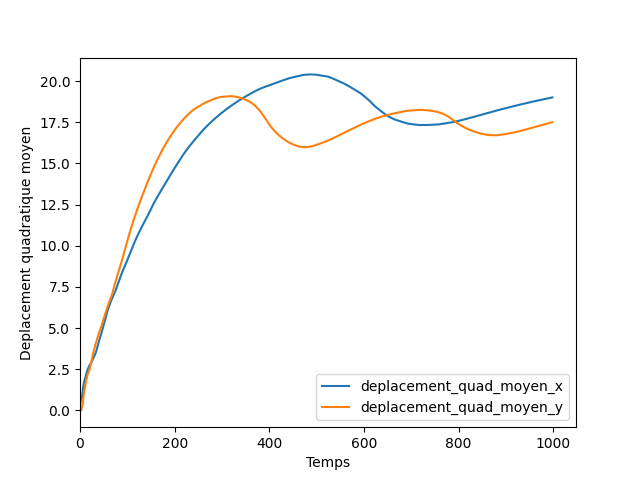 20.0
17.5
15.0
12.5
10.0
7.5
5.0
2.5
0.0
Deplacement quadratique moyen
0 200 400 600 800 1000
Temps
deplacement_quad_moyen_x
deplacement_quad_moyen_y